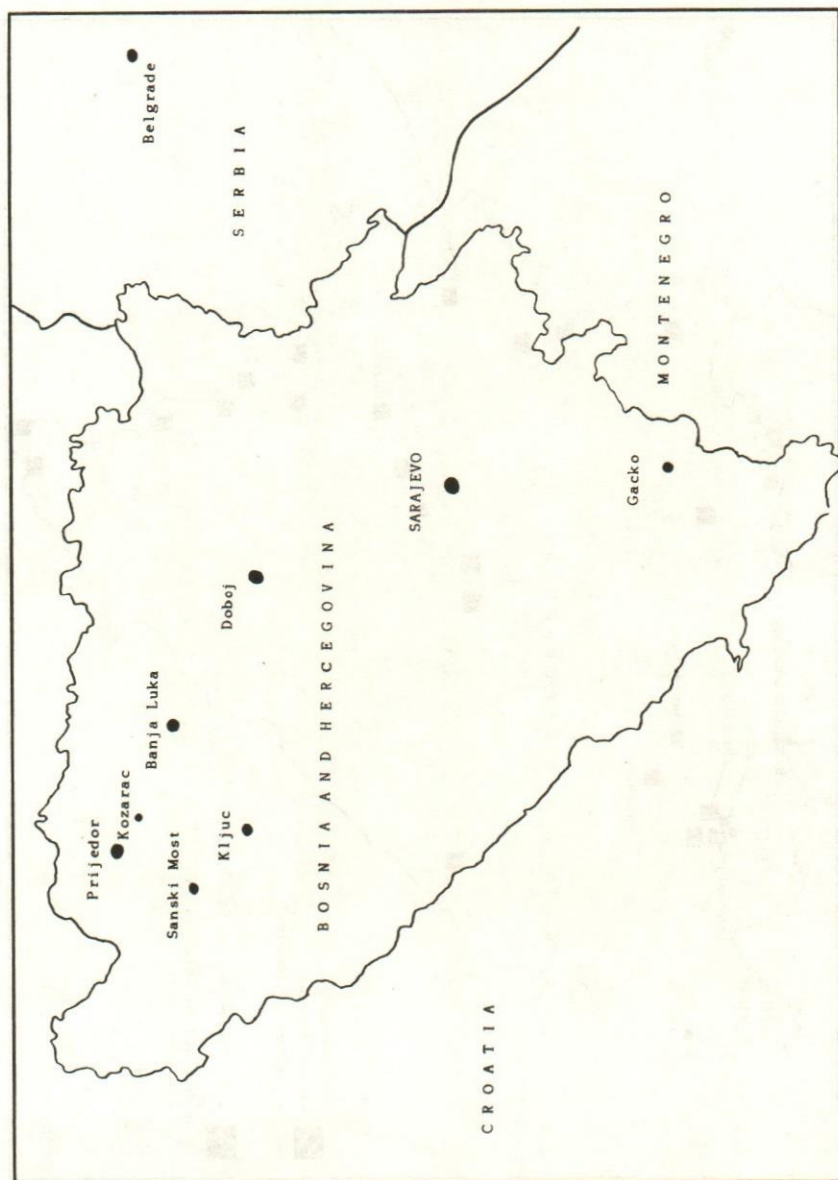 Prijedor
Kozarac
Belgrade
Banja Luka
Sanski Most
Kljuc
Doboj
SERBIA
BOSNIA AND HERCEGOVINA
SARAJEVO
CROATIA
Gacko
MONTENEGRO